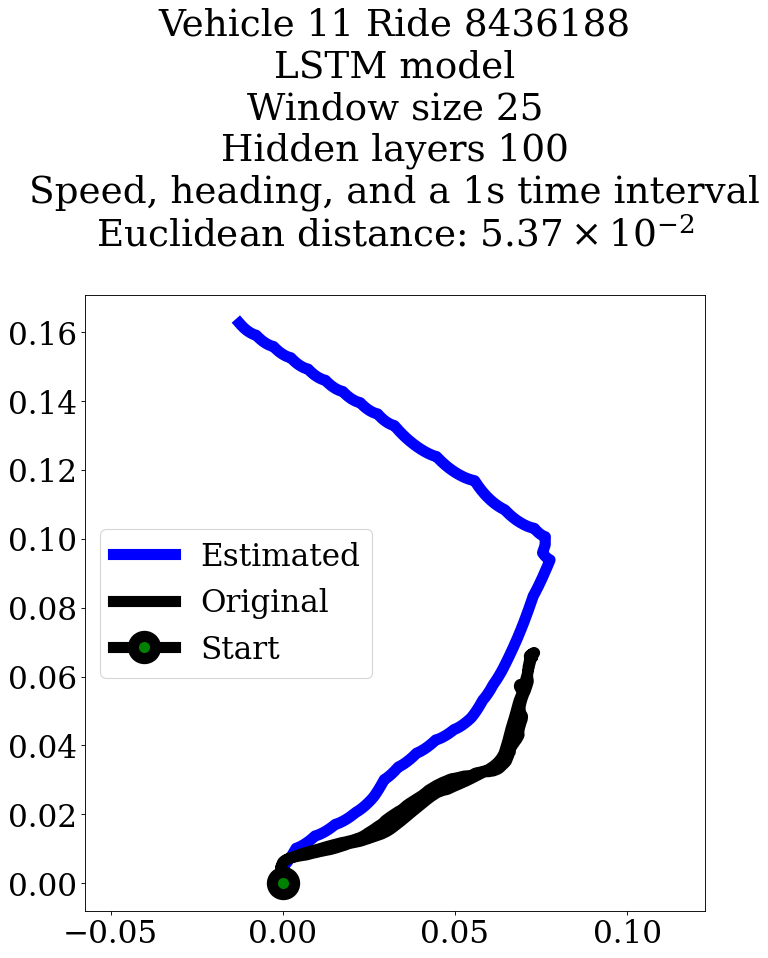 Vehicle 11 Ride 8436188
LSTM model
Window size 25
Hidden layers 100
Speed, heading, and a 1s time interval
Euclidean distance: 5.37 × 10⁻²
0.16
0.14
0.12
0.10
0.08
0.06
0.04
0.02
0.00
Estimated
Original
Start
−0.05 0.00 0.05 0.10